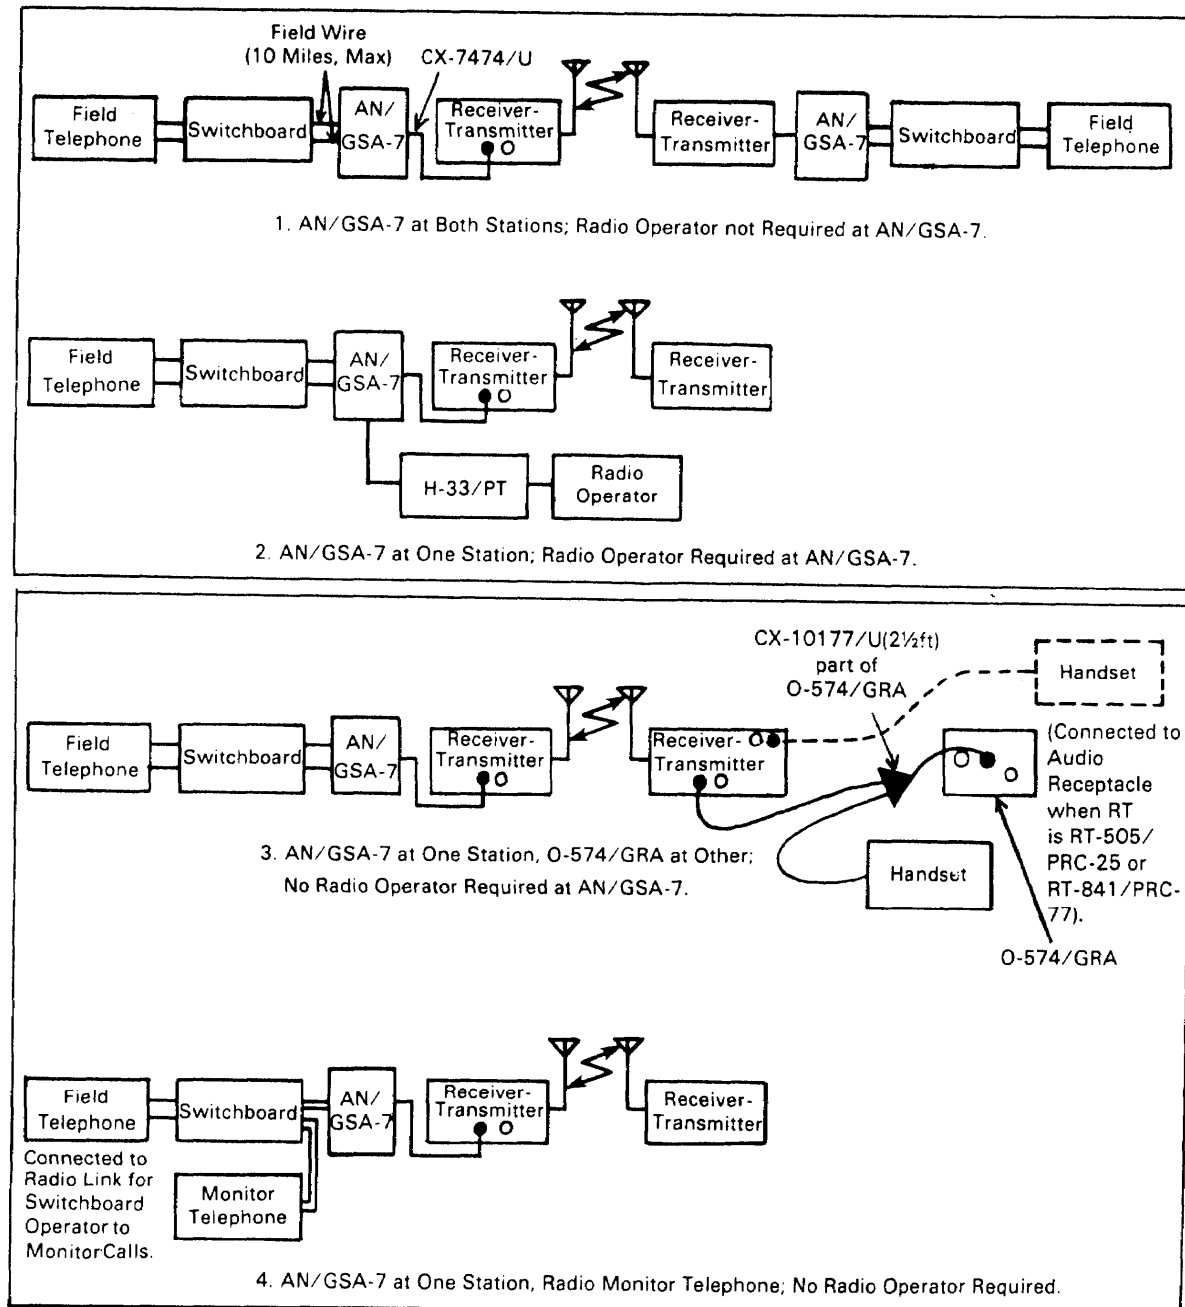 Field Wire
(10 Miles, Max)
CX-7474/U
Field
Telephone
Switchboard
AN/
GSA-7
Receiver-
Transmitter
Receiver-
Transmitter
AN/
GSA-7
Switchboard
Field
Telephone
1. AN/GSA-7 at Both Stations; Radio Operator not Required at AN/GSA-7.
Field
Telephone
Switchboard
AN/
GSA-7
Receiver-
Transmitter
Receiver-
Transmitter
H-33/PT
Radio
Operator
2. AN/GSA-7 at One Station; Radio Operator Required at AN/GSA-7.
CX-10177/U(2½ft)
part of
O-574/GRA
Handset
Field
Telephone
Switchboard
AN/
GSA-7
Receiver-
Transmitter
Receiver-
Transmitter
(Connected to
Audio
Receptacle
when RT
is RT-505/
PRC-25 or
RT-841/PRC-
77).
Handset
O-574/GRA
3. AN/GSA-7 at One Station, O-574/GRA at Other;
No Radio Operator Required at AN/GSA-7.
Field
Telephone
Switchboard
AN/
GSA-7
Receiver-
Transmitter
Receiver-
Transmitter
Connected to
Radio Link for
Switchboard
Operator to
Monitor Calls.
Monitor
Telephone
4. AN/GSA-7 at One Station, Radio Monitor Telephone; No Radio Operator Required.